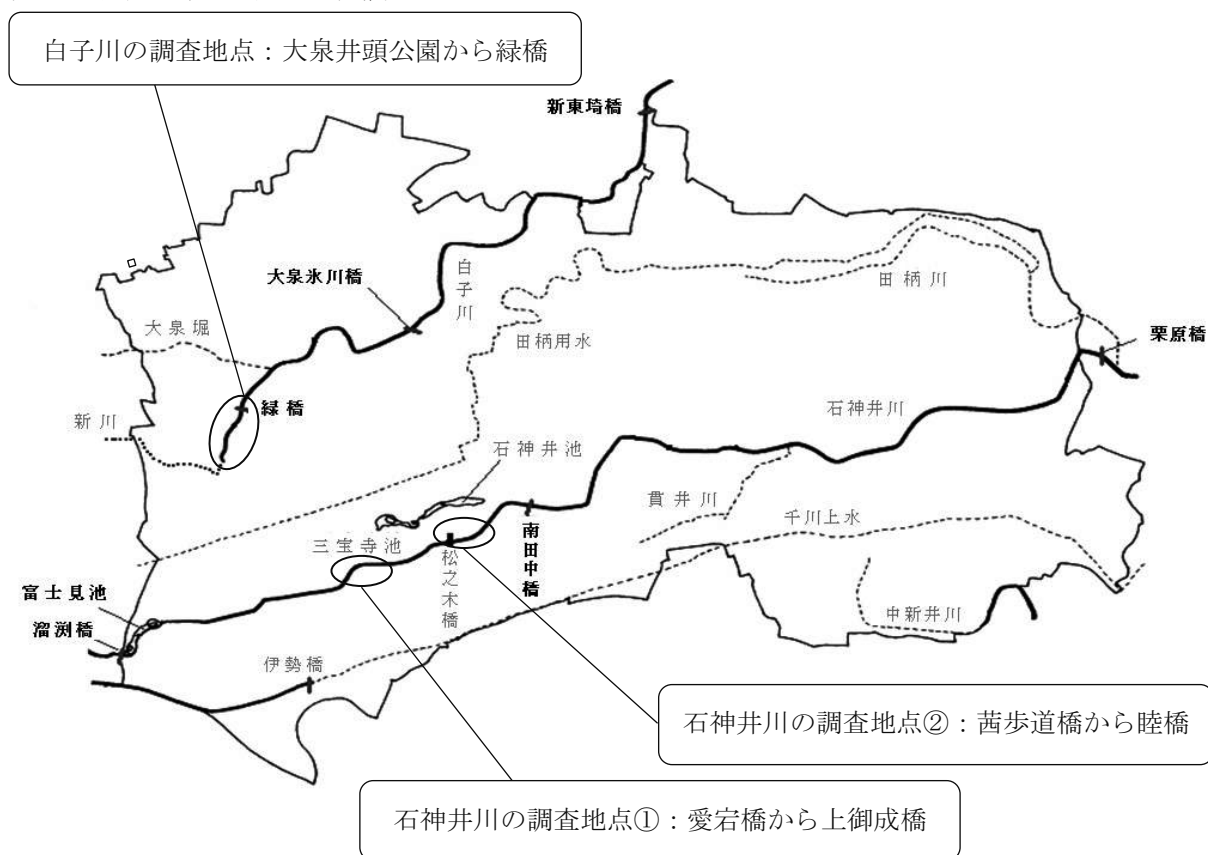 白子川の調査地点：大泉井頭公園から緑橋
新東埼橋
大泉氷川橋
白子川
田柄川
大泉堀
田柄用水
栗原橋
緑橋
石神井川
新川
石神井池
貫井川
千川上水
三宝寺池
松之木橋
南田中橋
富士見池
溜渕橋
中新井川
伊勢橋
石神井川の調査地点②：茜歩道橋から睦橋
石神井川の調査地点①：愛宕橋から上御成橋